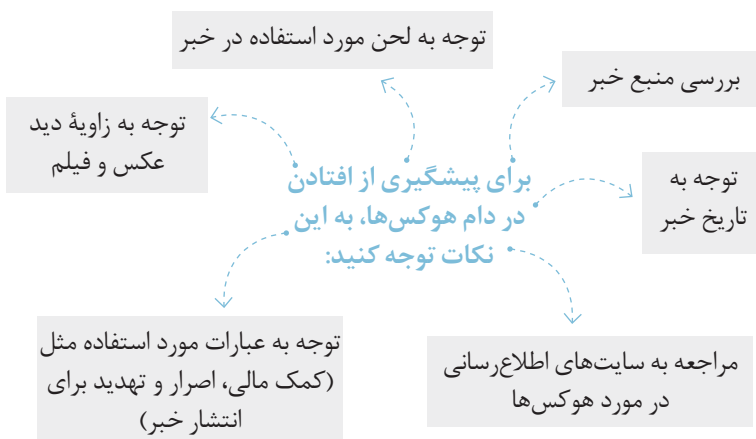 برای پیشگیری از افتادن
در دام هوکس‌ها، به این
نکات توجه کنید:
بررسی منبع خبر
توجه به
تاریخ خبر
مراجعه به سایت‌های اطلاع‌رسانی
در مورد هوکس‌ها
توجه به عبارات مورد استفاده مثل
(کمک مالی، اصرار و تهدید برای
انتشار خبر)
توجه به زاویۀ دید
عکس و فیلم
توجه به لحن مورد استفاده در خبر